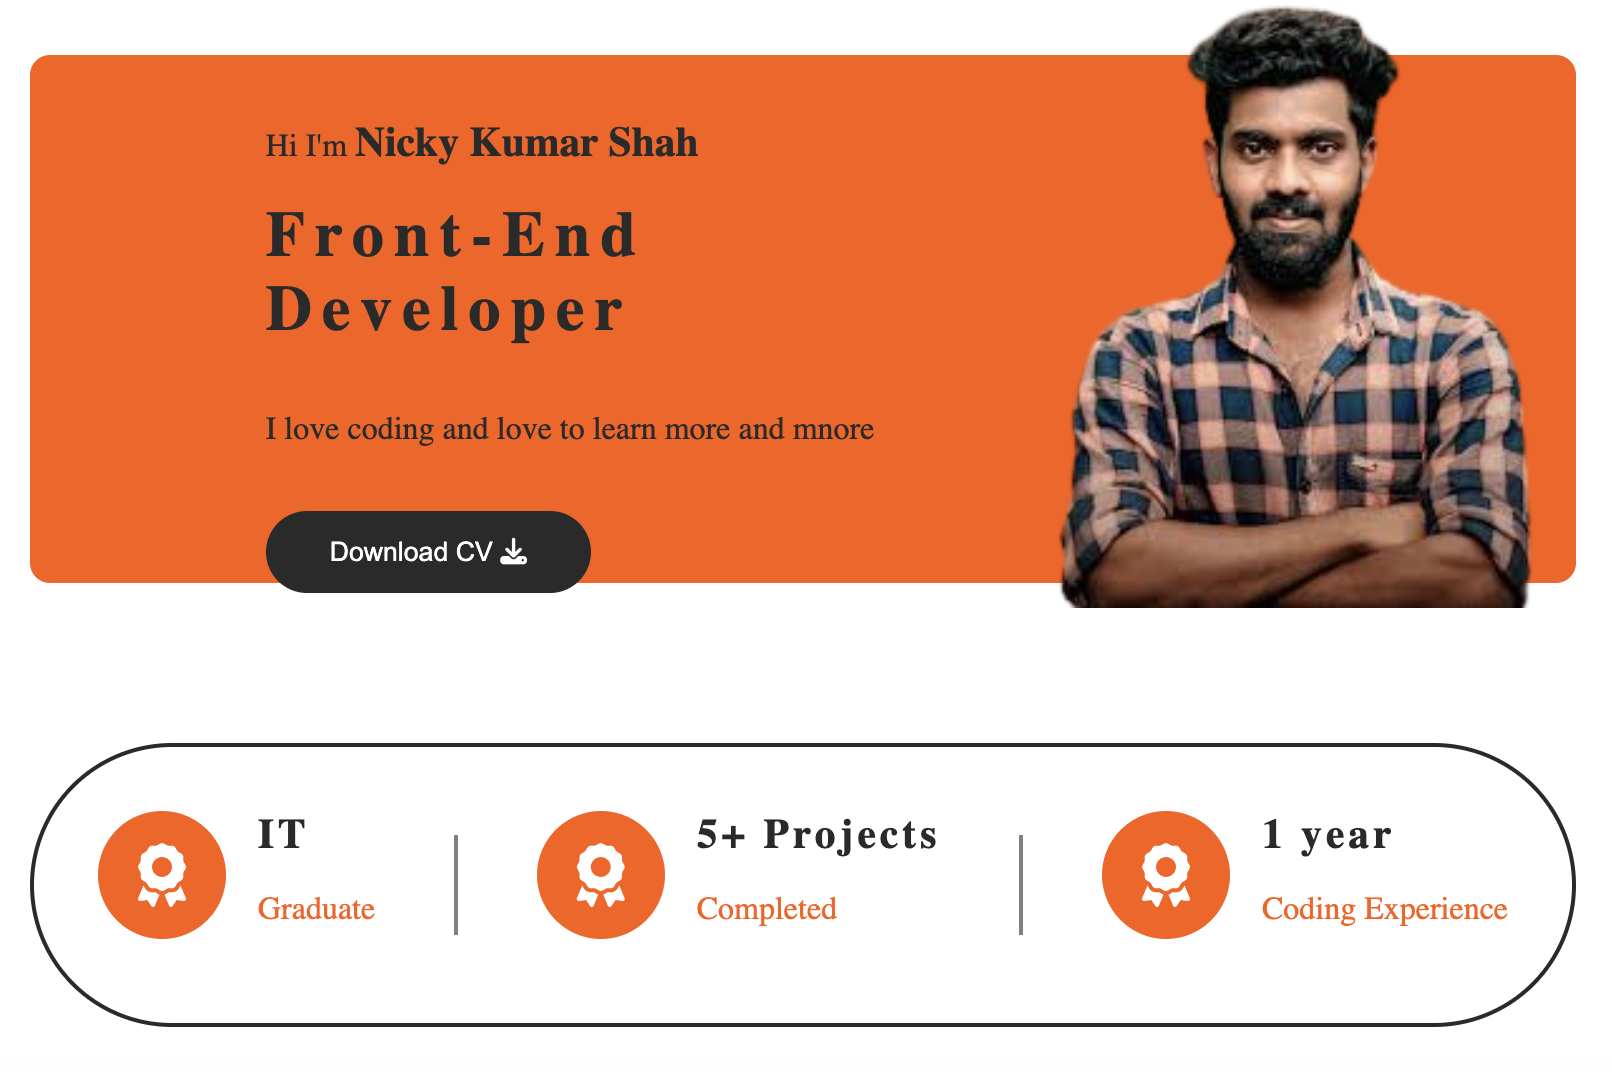 Hi I'm Nicky Kumar Shah
Front-End
Developer
I love coding and love to learn more and mnore
Download CV
IT
Graduate
5+ Projects
Completed
1 year
Coding Experience